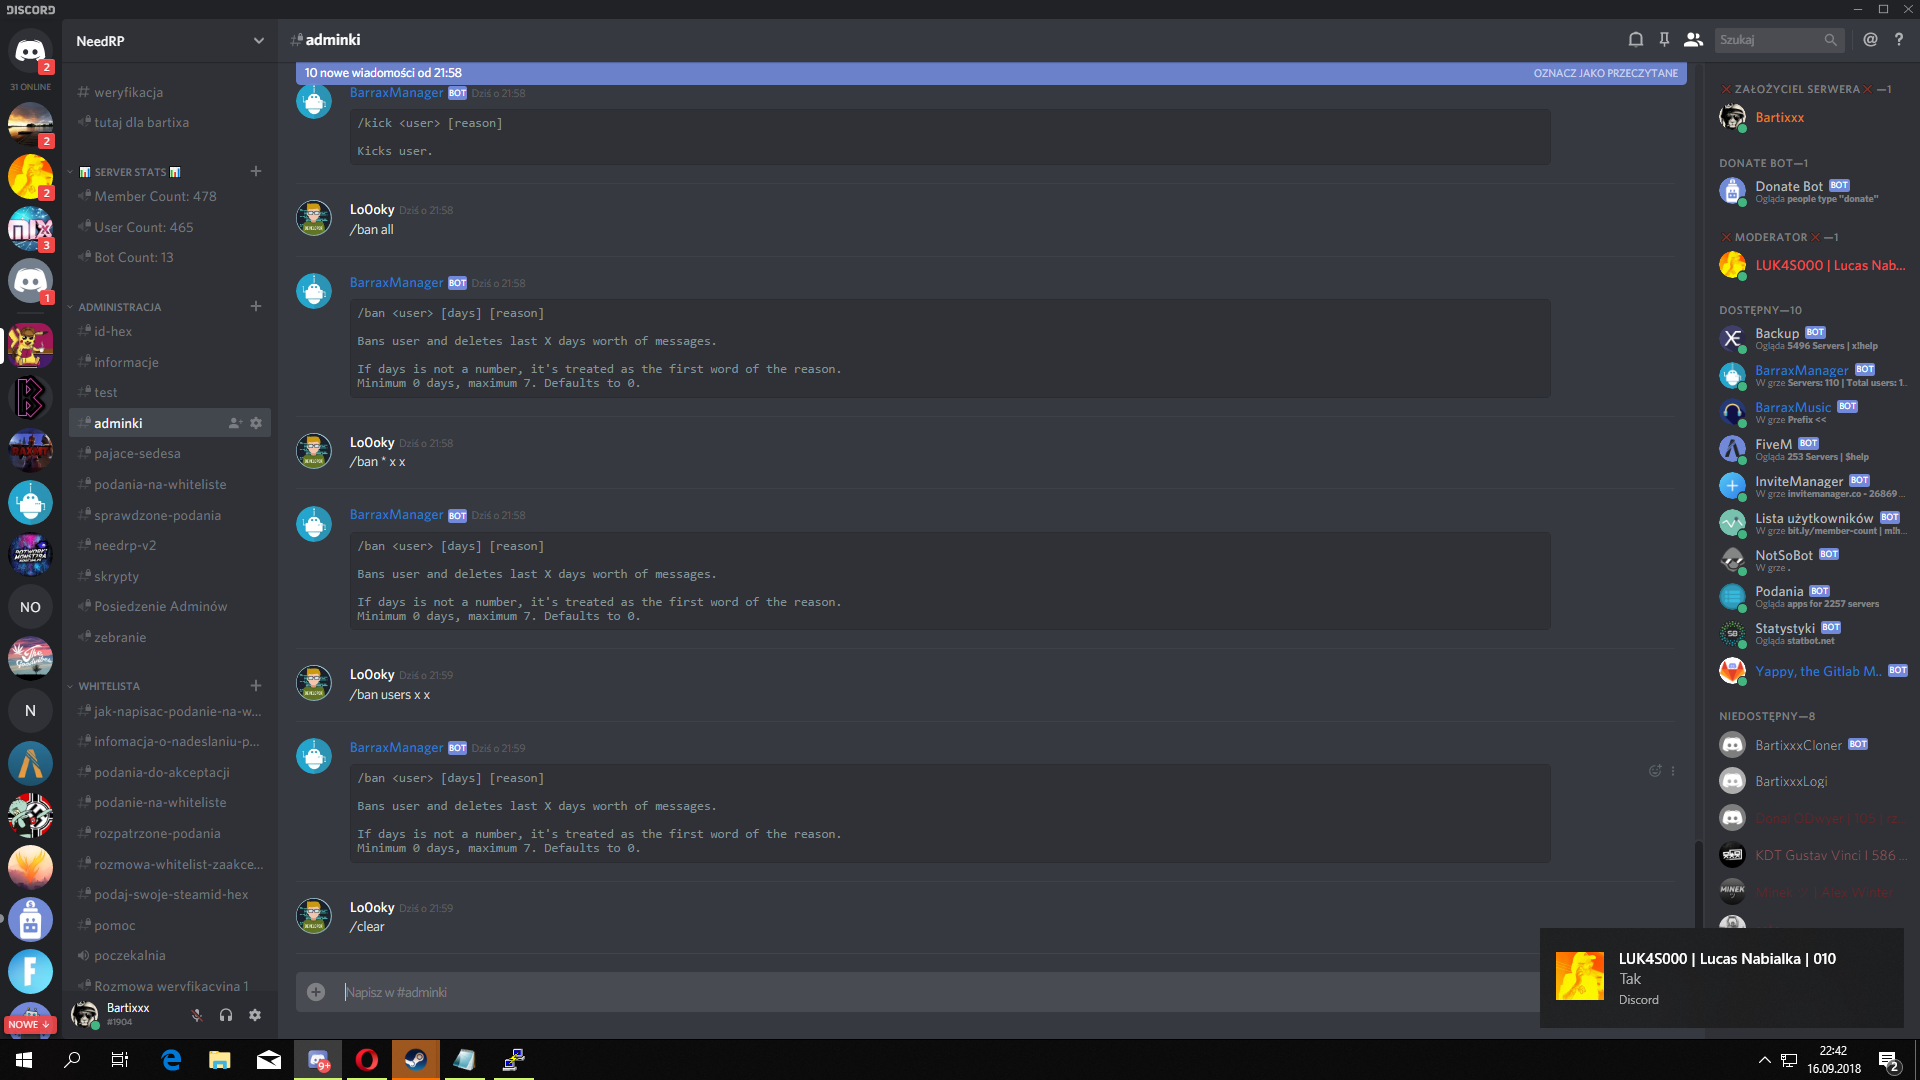 DISCORD
2
31 ONLINE
2
2
MIX
3
1
NO
N
NOWE
NeedRP
weryfikacja
tutaj dla bartixa
SERVER STATS
Member Count: 478
User Count: 465
Bot Count: 13
ADMINISTRACJA
id-hex
informacje
test
adminki
pajace-sedesa
podania-na-whiteliste
sprawdzone-podania
needrp-v2
skrypty
Posiedzenie Adminów
zebranie
WHITELISTA
jak-napisac-podanie-na-w...
infomacja-o-nadeslaniu-p...
podania-do-akceptacji
podanie-na-whiteliste
rozpatrzone-podania
rozmowa-whitelist-zaakce...
podaj-swoje-steamid-hex
pomoc
poczekalnia
Rozmowa weryfikacyjna 1
Bartixxx
#1904
adminki
Szukaj
10 nowe wiadomości od 21:58
OZNACZ JAKO PRZECZYTANE
BarraxManager BOT Dziś o 21:58
/kick <user> [reason]
Kicks user.
LoOoky Dziś o 21:58
/ban all
BarraxManager BOT Dziś o 21:58
/ban <user> [days] [reason]
Bans user and deletes last X days worth of messages.
If days is not a number, it's treated as the first word of the reason.
Minimum 0 days, maximum 7. Defaults to 0.
LoOoky Dziś o 21:58
/ban * x x
BarraxManager BOT Dziś o 21:58
/ban <user> [days] [reason]
Bans user and deletes last X days worth of messages.
If days is not a number, it's treated as the first word of the reason.
Minimum 0 days, maximum 7. Defaults to 0.
LoOoky Dziś o 21:59
/ban users x x
BarraxManager BOT Dziś o 21:59
/ban <user> [days] [reason]
Bans user and deletes last X days worth of messages.
If days is not a number, it's treated as the first word of the reason.
Minimum 0 days, maximum 7. Defaults to 0.
LoOoky Dziś o 21:59
/clear
Napisz w #adminki
ZAŁOŻYCIEL SERWERA—1
Bartixxx
DONATE BOT—1
Donate Bot BOT
Ogląda people type "donate"
MODERATOR—1
LUK4S000 | Lucas Nab...
DOSTĘPNY—10
Backup BOT
Ogląda 5496 Servers | x!help
BarraxManager BOT
W grze Servers: 110 | Total users: 1...
BarraxMusic BOT
W grze Prefix <<
FiveM BOT
Ogląda 253 Servers | $help
InviteManager BOT
W grze invitemanager.co - 26869...
Lista użytkowników BOT
W grze bit.ly/member-count | m!h...
NotSoBot BOT
W grze .
Podania BOT
Ogląda apps for 2257 servers
Statystyki BOT
Ogląda statbot.net
Yappy, the Gitlab M... BOT
NIEDOSTĘPNY—8
BartixxxCloner BOT
BartixxxLogi
KDT Gustav Vinci I 586 ...
LUK4S000 | Lucas Nabialka | 010
Tak
Discord
9+
22:42
16.09.2018
2